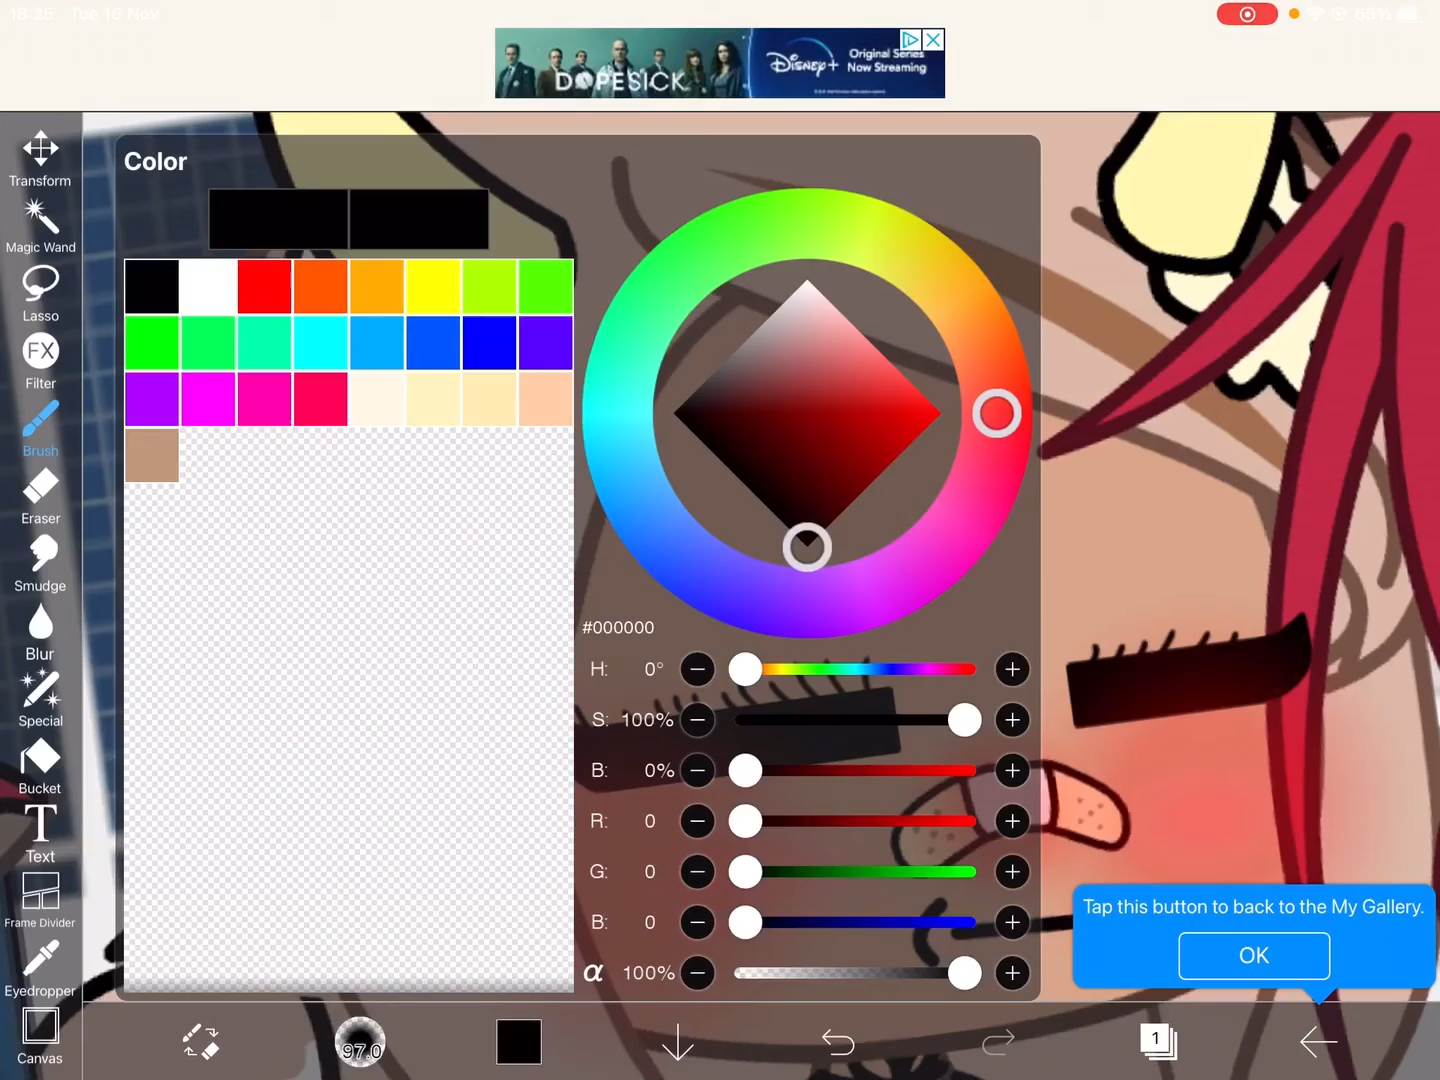 18:25 Tue 16 Nov
68%
DOPESICK
Disney+
Original Series
Now Streaming
Color
Transform
Magic Wand
Lasso
FX
Filter
Brush
Eraser
Smudge
Blur
Special
Bucket
T
Text
Frame Divider
Eyedropper
Canvas
#000000
H: 0°
S: 100%
B: 0%
R: 0
G: 0
B: 0
α 100%
Tap this button to back to the My Gallery.
OK
97.0
1